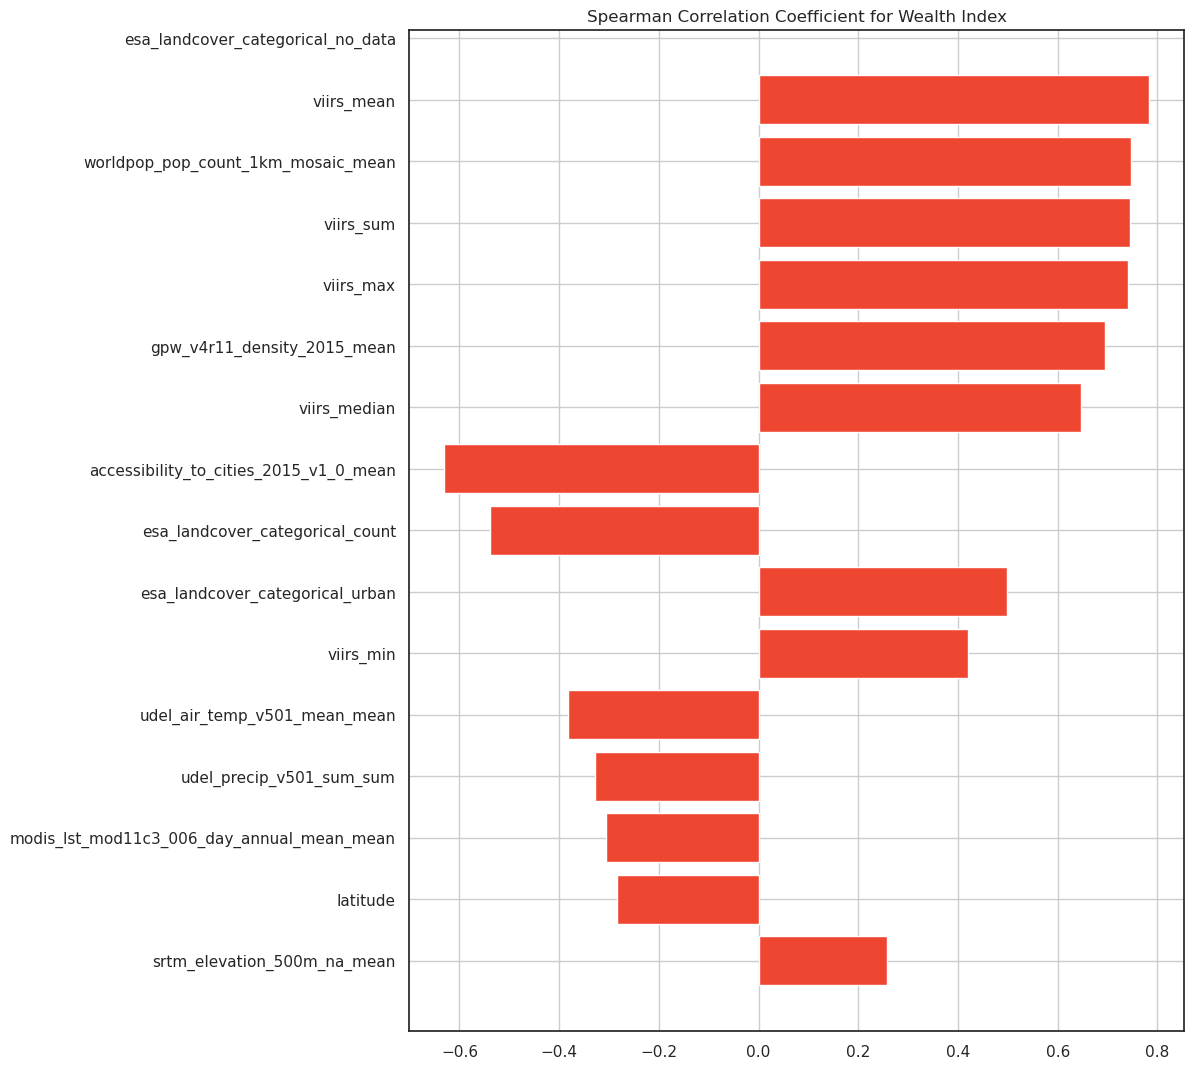 Spearman Correlation Coefficient for Wealth Index
esa_landcover_categorical_no_data
viirs_mean
worldpop_pop_count_1km_mosaic_mean
viirs_sum
viirs_max
gpw_v4r11_density_2015_mean
viirs_median
accessibility_to_cities_2015_v1_0_mean
esa_landcover_categorical_count
esa_landcover_categorical_urban
viirs_min
udel_air_temp_v501_mean_mean
udel_precip_v501_sum_sum
modis_lst_mod11c3_006_day_annual_mean_mean
latitude
srtm_elevation_500m_na_mean
−0.6 −0.4 −0.2 0.0 0.2 0.4 0.6 0.8